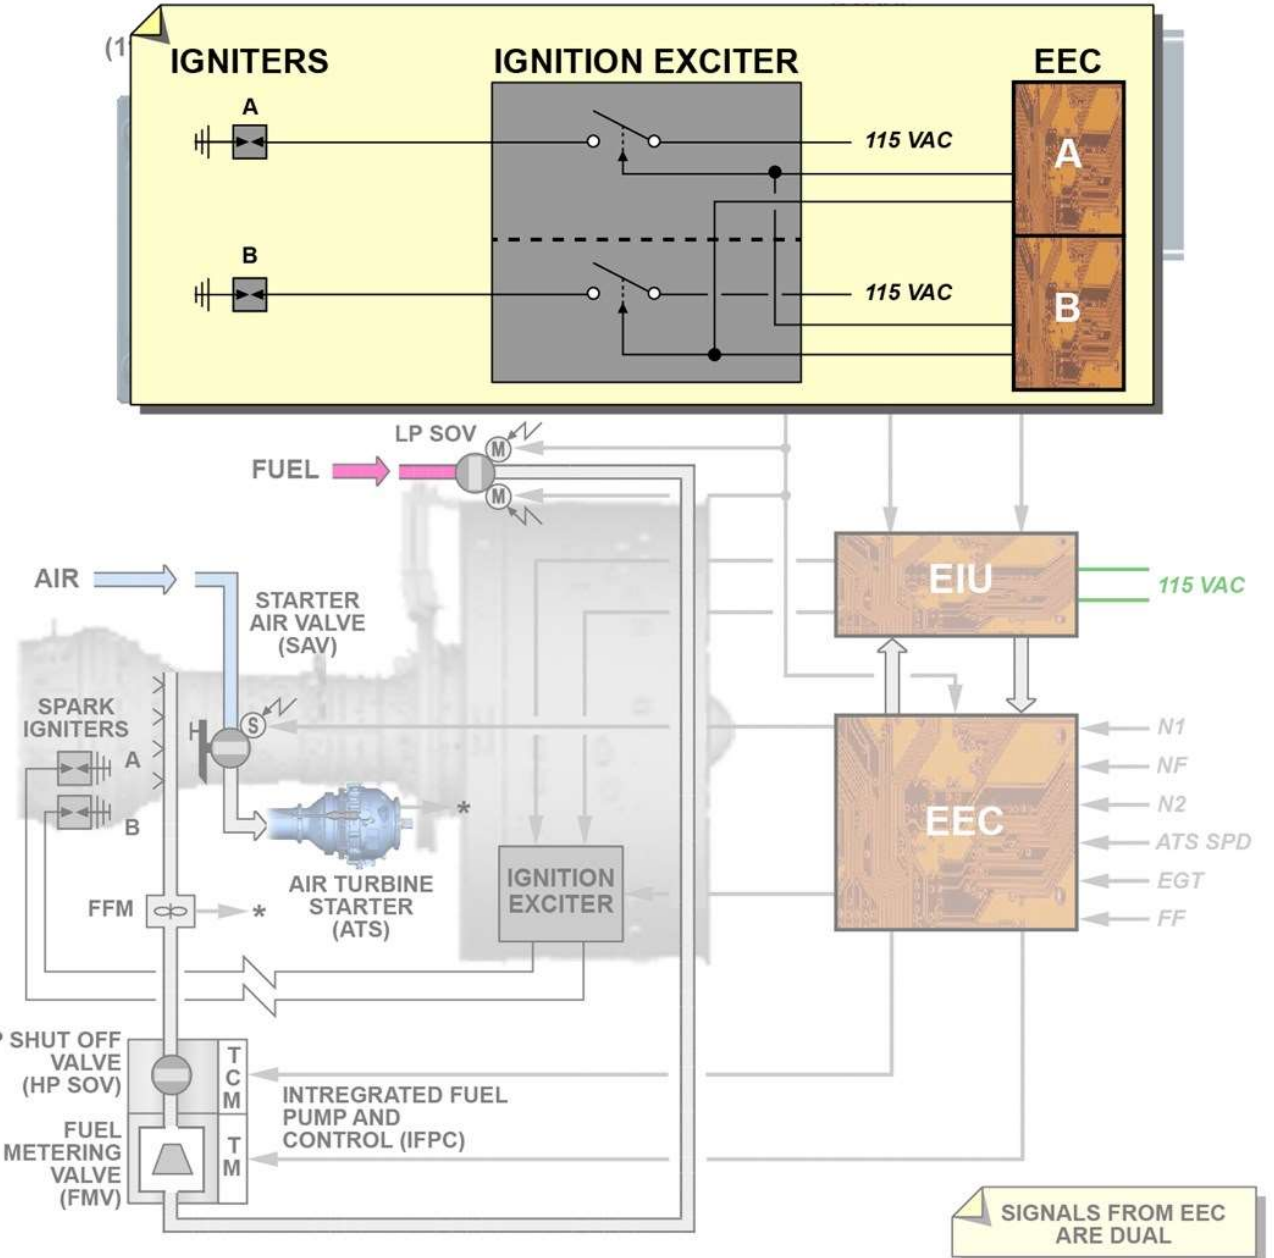 (1
IGNITERS
IGNITION EXCITER
EEC
A
115 VAC
A
B
115 VAC
B
LP SOV
M
FUEL
M
AIR
EIU
115 VAC
STARTER
AIR VALVE
(SAV)
SPARK
IGNITERS
A
B
S
N1
NF
N2
ATS SPD
EGT
FF
EEC
*
AIR TURBINE
STARTER
(ATS)
IGNITION
EXCITER
FFM
*
P SHUT OFF
VALVE
(HP SOV)
T
C
M
INTREGRATED FUEL
PUMP AND
CONTROL (IFPC)
FUEL
METERING
VALVE
(FMV)
T
M
SIGNALS FROM EEC
ARE DUAL